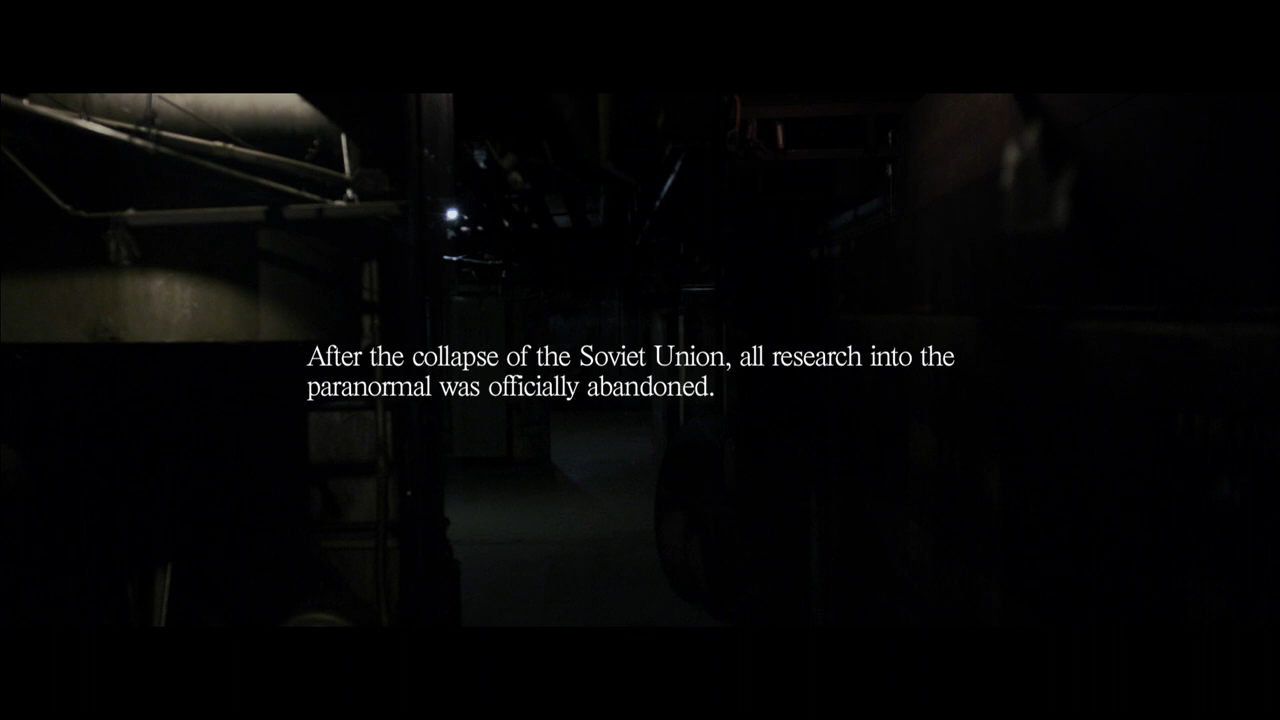 After the collapse of the Soviet Union, all research into the
paranormal was officially abandoned.